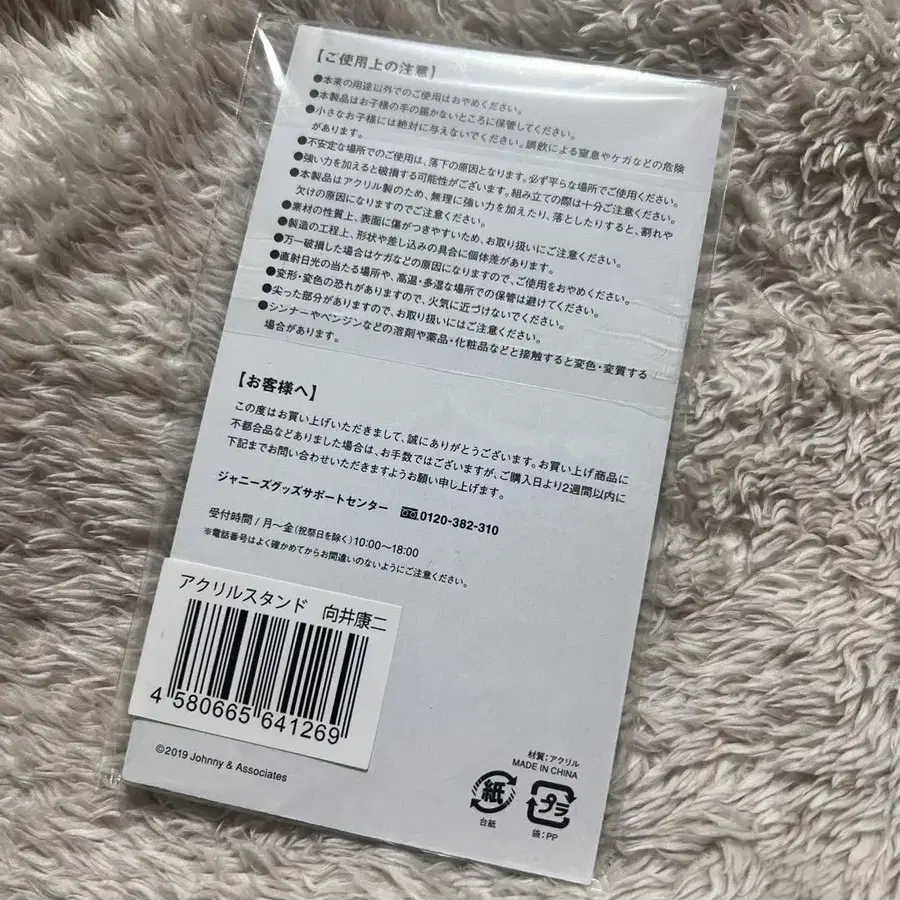 【ご使用上の注意】
●本来の用途以外でのご使用はおやめください。
●本製品はお子様の手の届かないところに保管してください。
●小さなお子様には絶対に与えないでください。誤飲による窒息やケガなどの危険
があります。
●不安定な場所でのご使用は、落下の原因となります。必ず平らな場所でご使用ください。
●強い力を加えると破損する可能性がございます。組み立ての際は十分ご注意ください。
●本製品はアクリル製のため、無理に強い力を加えたり、落としたりすると、割れや
欠けの原因になりますのでご注意ください。
●素材の性質上、表面に傷がつきやすいため、お取り扱いにご注意ください。
●製造の工程上、形状や差し込みの具合に個体差があります。
●万一破損した場合はケガなどの原因になりますので、ご使用をおやめください。
●直射日光の当たる場所や、高温・多湿な場所での保管は避けてください。
●変形・変色の恐れがありますので、火気に近づけないでください。
●尖った部分がありますので、お取り扱いにはご注意ください。
●シンナーやベンジンなどの溶剤や薬品・化粧品などと接触すると変色・変質する
場合があります。
【お客様へ】
この度はお買い上げいただきまして、誠にありがとうございます。お買い上げ商品に
不都合品などありました場合は、お手数ではございますが、ご購入日より2週間以内に
下記までお問い合わせいただきますようお願い申し上げます。
ジャニーズグッズサポートセンター 0120-382-310
受付時間/月～金(祝祭日を除く)10:00～18:00
※電話番号はよく確かめてからお間違いのないようにご注意ください。
アクリルスタンド 向井康二
4 580665 641269
©2019 Johnny & Associates
材質:アクリル
MADE IN CHINA
紙
台紙
プラ
袋:PP